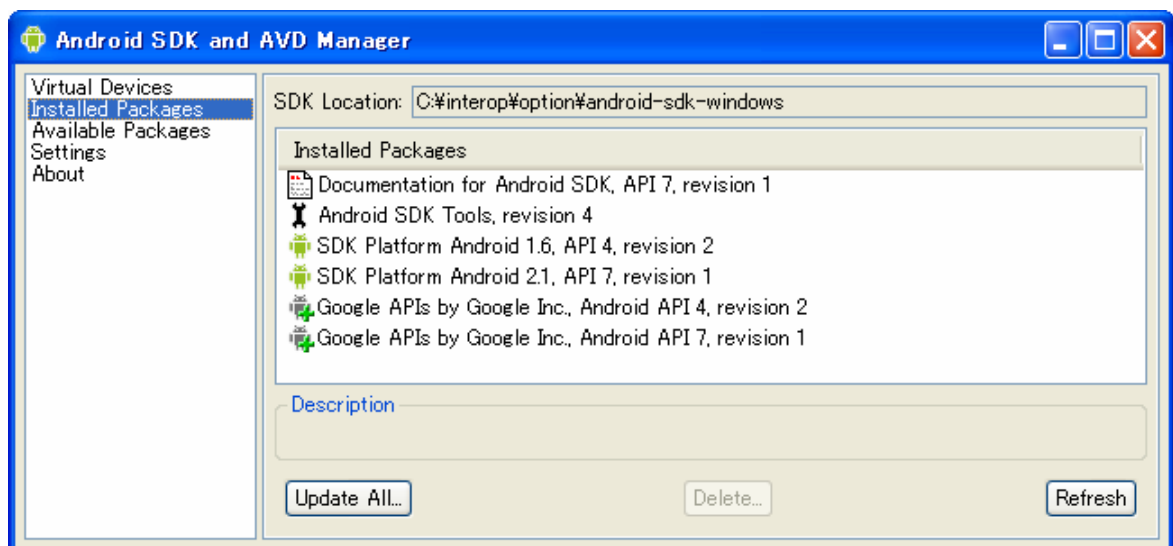 Android SDK and AVD Manager
Virtual Devices
Installed Packages
Available Packages
Settings
About
SDK Location: C:¥interop¥option¥android-sdk-windows
Installed Packages
Documentation for Android SDK, API 7, revision 1
Android SDK Tools, revision 4
SDK Platform Android 1.6, API 4, revision 2
SDK Platform Android 2.1, API 7, revision 1
Google APIs by Google Inc., Android API 4, revision 2
Google APIs by Google Inc., Android API 7, revision 1
Description
Update All...
Delete...
Refresh